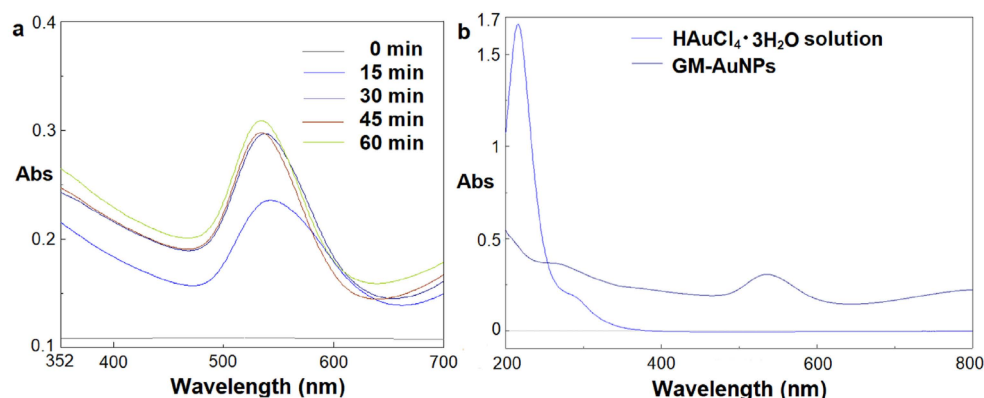 a
0.4
0.3
0.2
0.1
Abs
352
400
500
600
700
Wavelength (nm)
0 min
15 min
30 min
45 min
60 min
b
1.7
1.5
1
0.5
0
Abs
200
400
600
800
Wavelength (nm)
HAuCl₄·3H₂O solution
GM-AuNPs